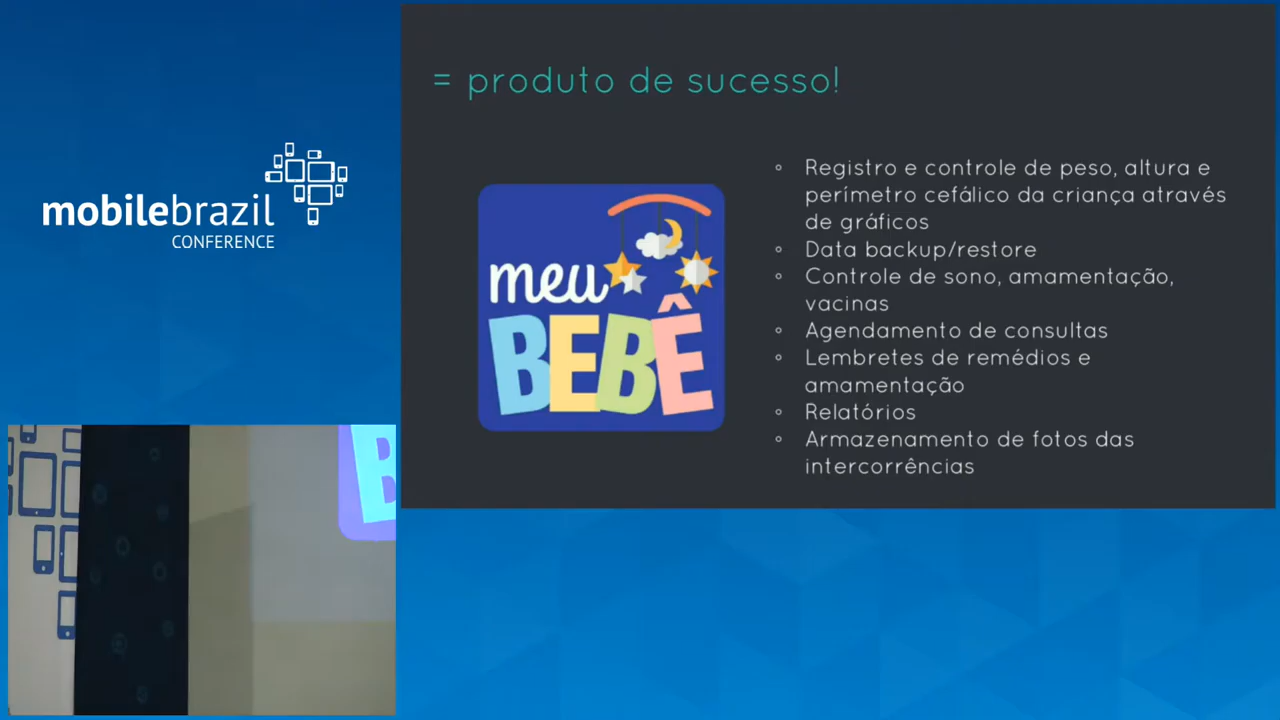 mobilebrazil
CONFERENCE
= produto de sucesso!
meu
BEBÊ
◦ Registro e controle de peso, altura e
perímetro cefálico da criança através
de gráficos
◦ Data backup/restore
◦ Controle de sono, amamentação,
vacinas
◦ Agendamento de consultas
◦ Lembretes de remédios e
amamentação
◦ Relatórios
◦ Armazenamento de fotos das
intercorrências
B